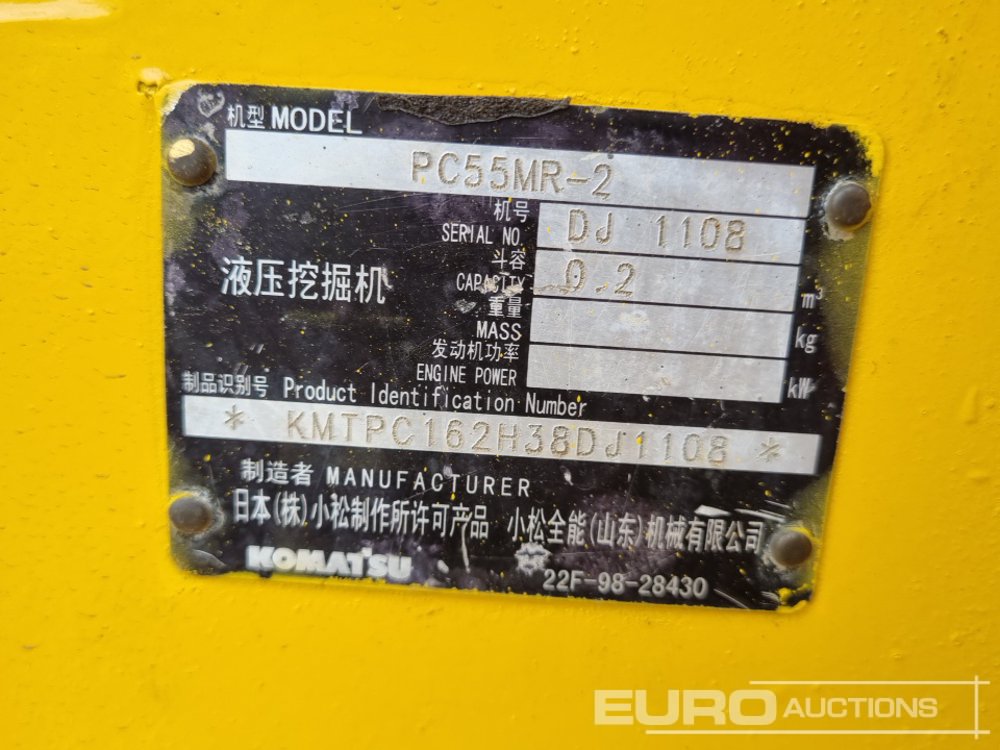 机型 MODEL
PC55MR-2
机号
SERIAL NO. DJ 1108
斗容
CAPACITY 0.2 m³
液压挖掘机
重量
MASS kg
发动机功率
ENGINE POWER kW
制品识别号 Product Identification Number
* KMTPC162H38DJ1108 *
制造者 MANUFACTURER
日本(株)小松制作所许可产品 小松全能(山东)机械有限公司
KOMATSU 22F-98-28430
EURO AUCTIONS